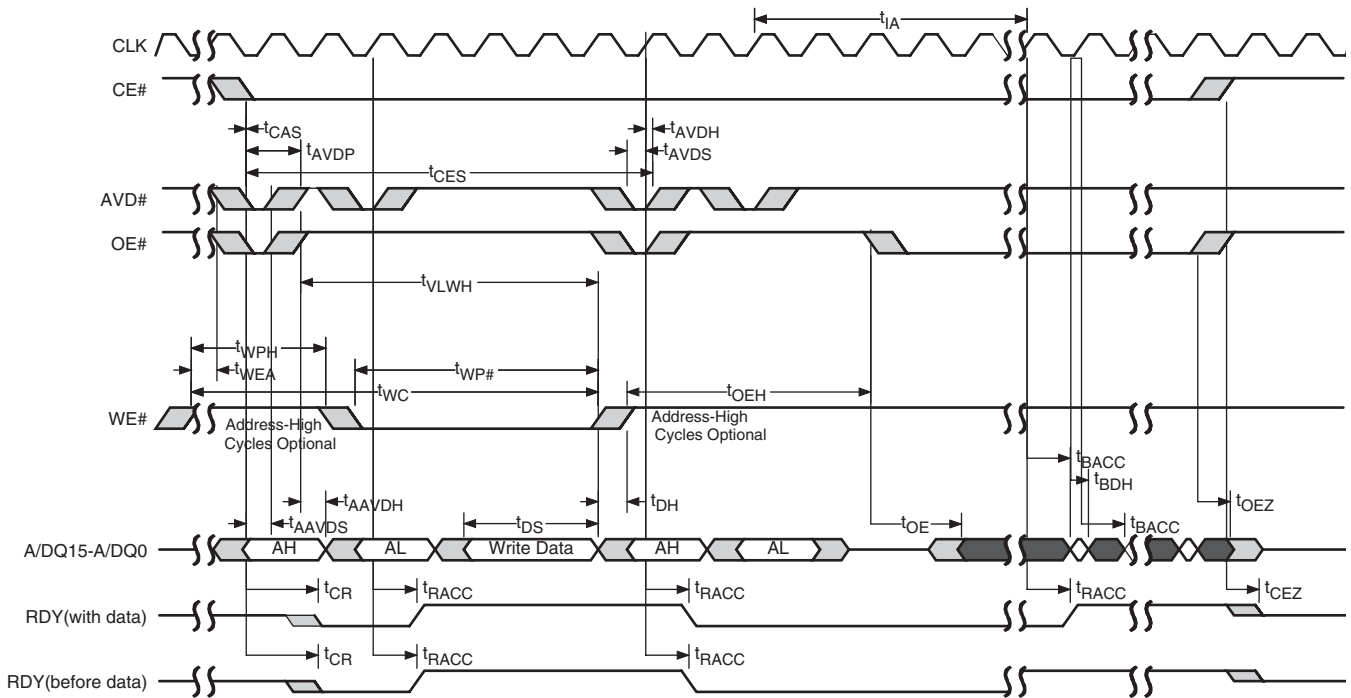 tIA
CLK
CE#
tCAS
tAVDH
tAVDP
tAVDS
tCES
AVD#
OE#
tVLWH
tWPH
tWEA
tWP#
tWC
tOEH
WE#
Address-High
Cycles Optional
Address-High
Cycles Optional
tBACC
tBDH
tAAVDH
tDH
tOEZ
tAAVDS
tDS
tOE
tBACC
A/DQ15-A/DQ0
AH
AL
Write Data
AH
AL
tCR
tRACC
tRACC
tRACC
tCEZ
RDY(with data)
tCR
tRACC
tRACC
RDY(before data)